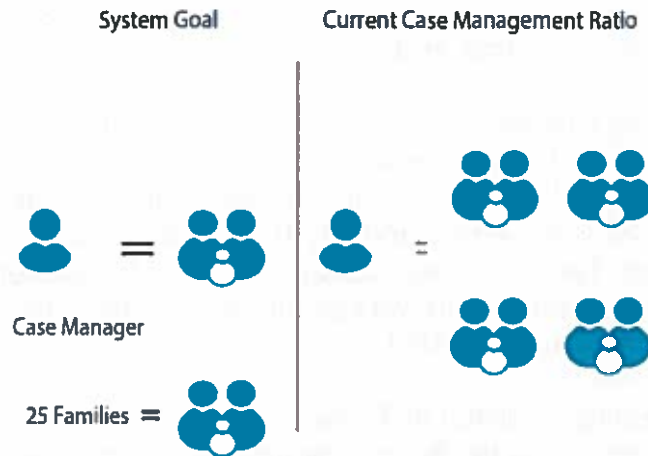 System Goal
Current Case Management Ratio
=
=
Case Manager
25 Families =